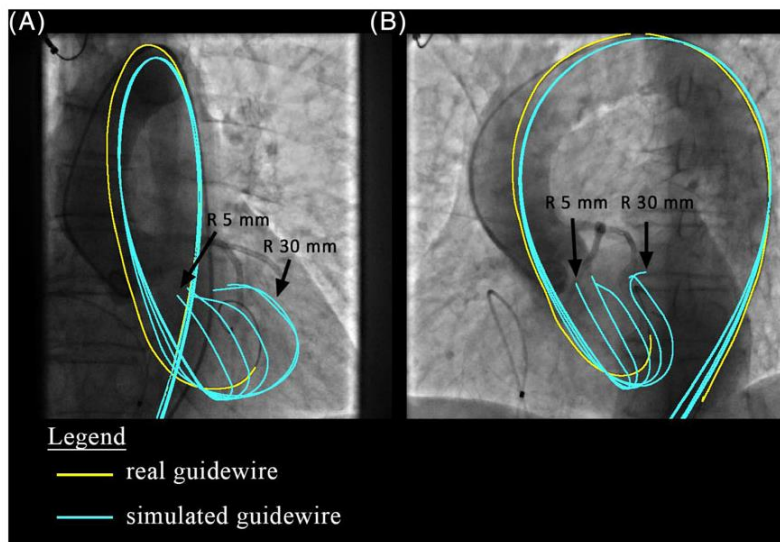 (A)
(B)
R 5 mm
R 30 mm
R 5 mm
R 30 mm
Legend
real guidewire
simulated guidewire